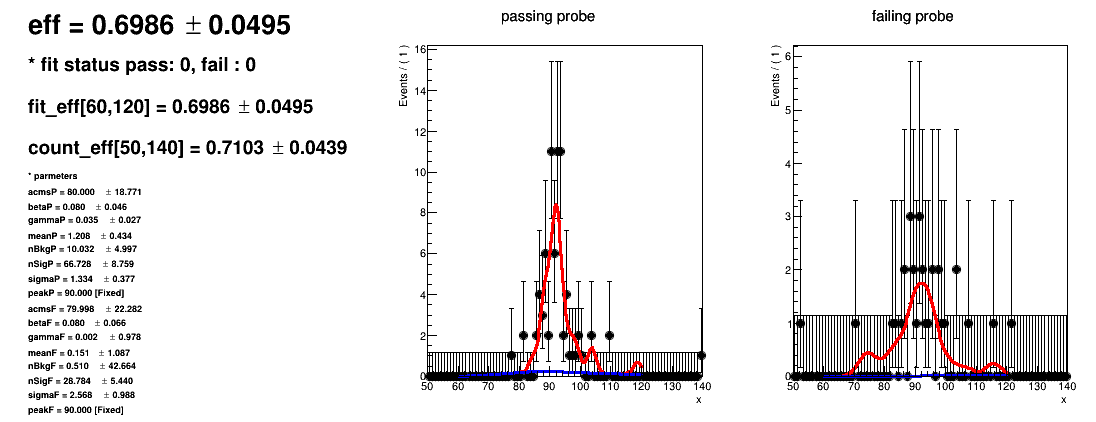 eff = 0.6986 ± 0.0495
* fit status pass: 0, fail : 0
fit_eff[60,120] = 0.6986 ± 0.0495
count_eff[50,140] = 0.7103 ± 0.0439
* parmeters
acmsP = 80.000 ± 18.771
betaP = 0.080 ± 0.046
gammaP = 0.035 ± 0.027
meanP = 1.208 ± 0.434
nBkgP = 10.032 ± 4.997
nSigP = 66.728 ± 8.759
sigmaP = 1.334 ± 0.377
peakP = 90.000 [Fixed]
acmsF = 79.998 ± 22.282
betaF = 0.080 ± 0.066
gammaF = 0.002 ± 0.978
meanF = 0.151 ± 1.087
nBkgF = 0.510 ± 42.664
nSigF = 28.784 ± 5.440
sigmaF = 2.568 ± 0.988
peakF = 90.000 [Fixed]
passing probe
Events / ( 1 )
16
14
12
10
8
6
4
2
0
50 60 70 80 90 100 110 120 130 140
x
failing probe
Events / ( 1 )
6
5
4
3
2
1
0
50 60 70 80 90 100 110 120 130 140
x